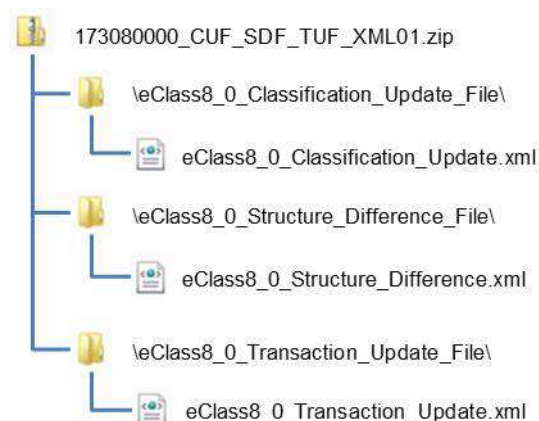 173080000_CUF_SDF_TUF_XML01.zip
\eClass8_0_Classification_Update_File\
eClass8_0_Classification_Update.xml
\eClass8_0_Structure_Difference_File\
eClass8_0_Structure_Difference.xml
\eClass8_0_Transaction_Update_File\
eClass8_0_Transaction_Update.xml